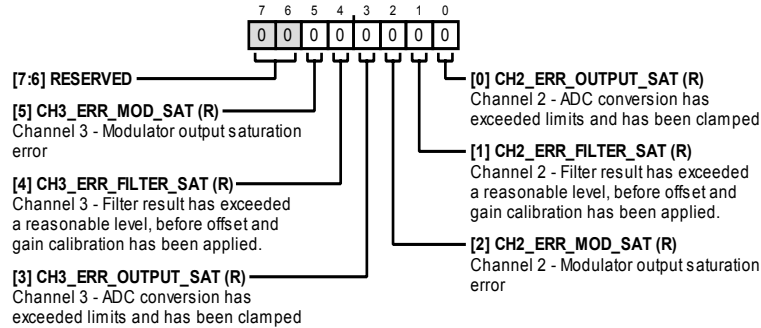 7 6 5 4 3 2 1 0
0 0 0 0 0 0 0 0
[7:6] RESERVED
[5] CH3_ERR_MOD_SAT (R)
Channel 3 - Modulator output saturation
error
[4] CH3_ERR_FILTER_SAT (R)
Channel 3 - Filter result has exceeded
a reasonable level, before offset and
gain calibration has been applied.
[3] CH3_ERR_OUTPUT_SAT (R)
Channel 3 - ADC conversion has
exceeded limits and has been clamped
[0] CH2_ERR_OUTPUT_SAT (R)
Channel 2 - ADC conversion has
exceeded limits and has been clamped
[1] CH2_ERR_FILTER_SAT (R)
Channel 2 - Filter result has exceeded
a reasonable level, before offset and
gain calibration has been applied.
[2] CH2_ERR_MOD_SAT (R)
Channel 2 - Modulator output saturation
error